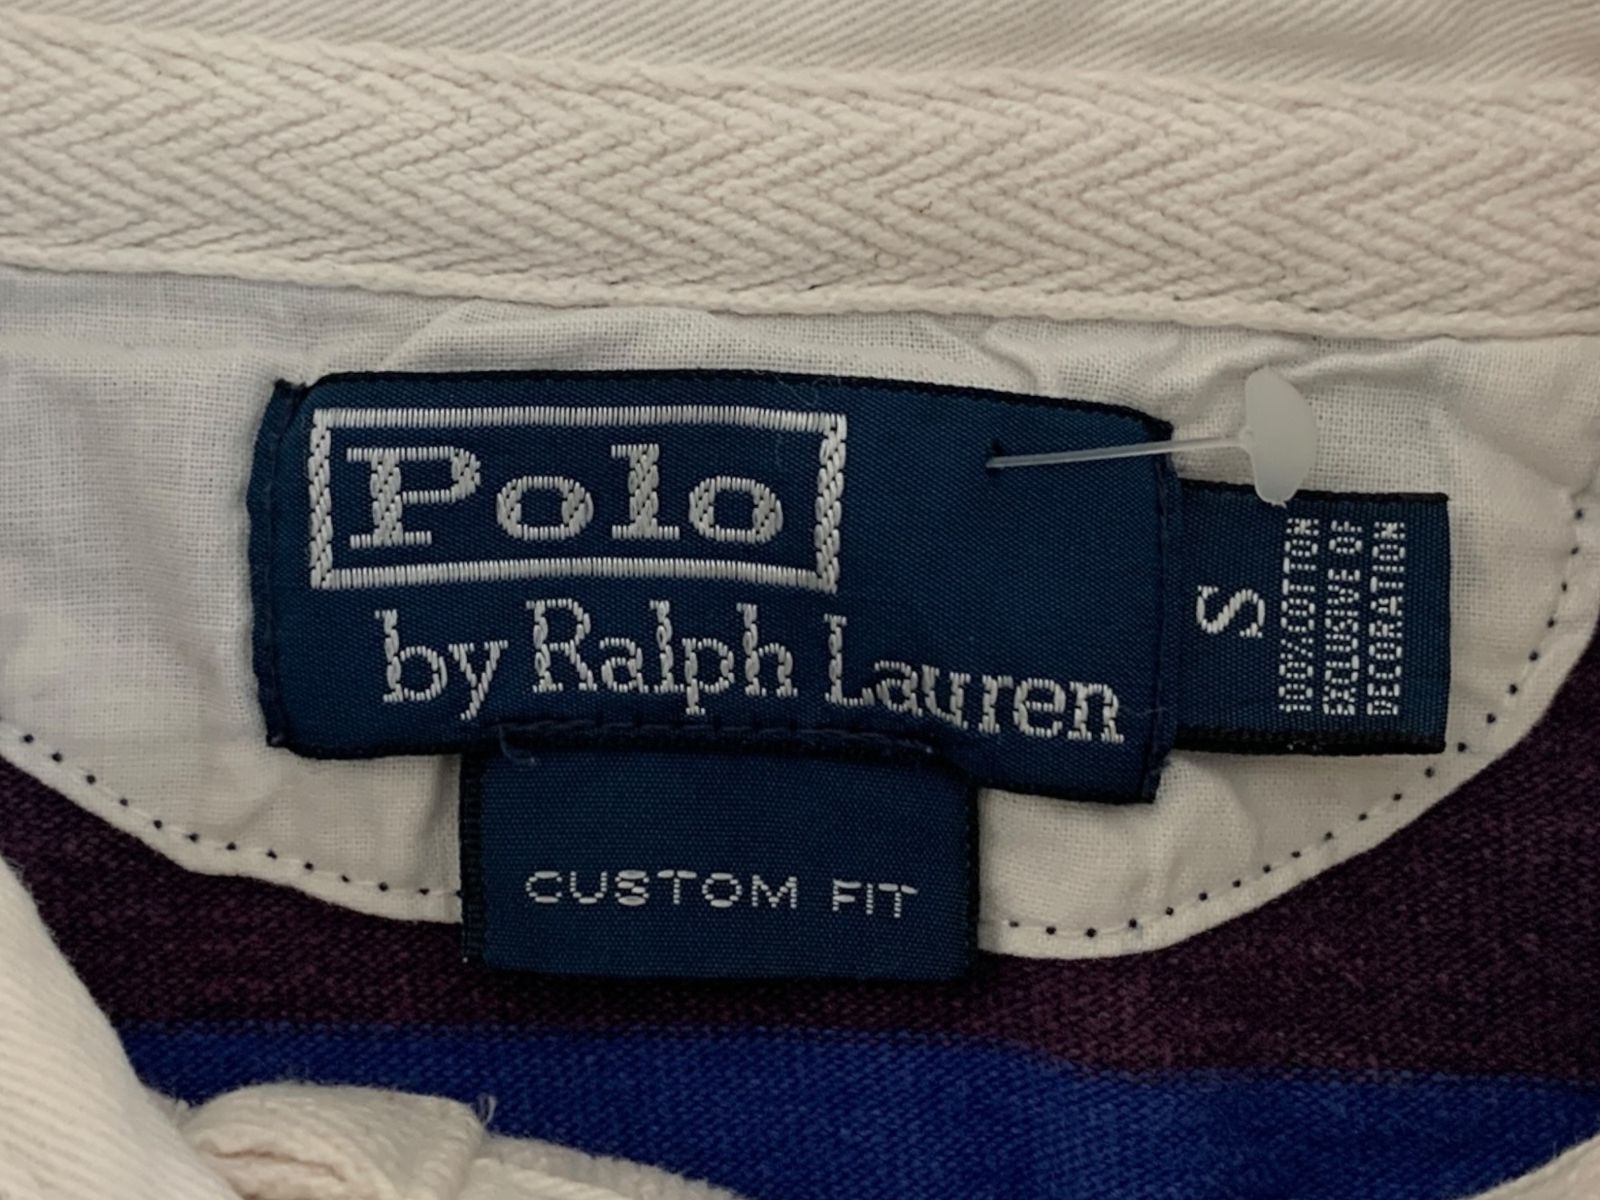 Polo
by Ralph Lauren
S
100% COTTON
EXCLUSIVE OF
DECORATION
CUSTOM FIT